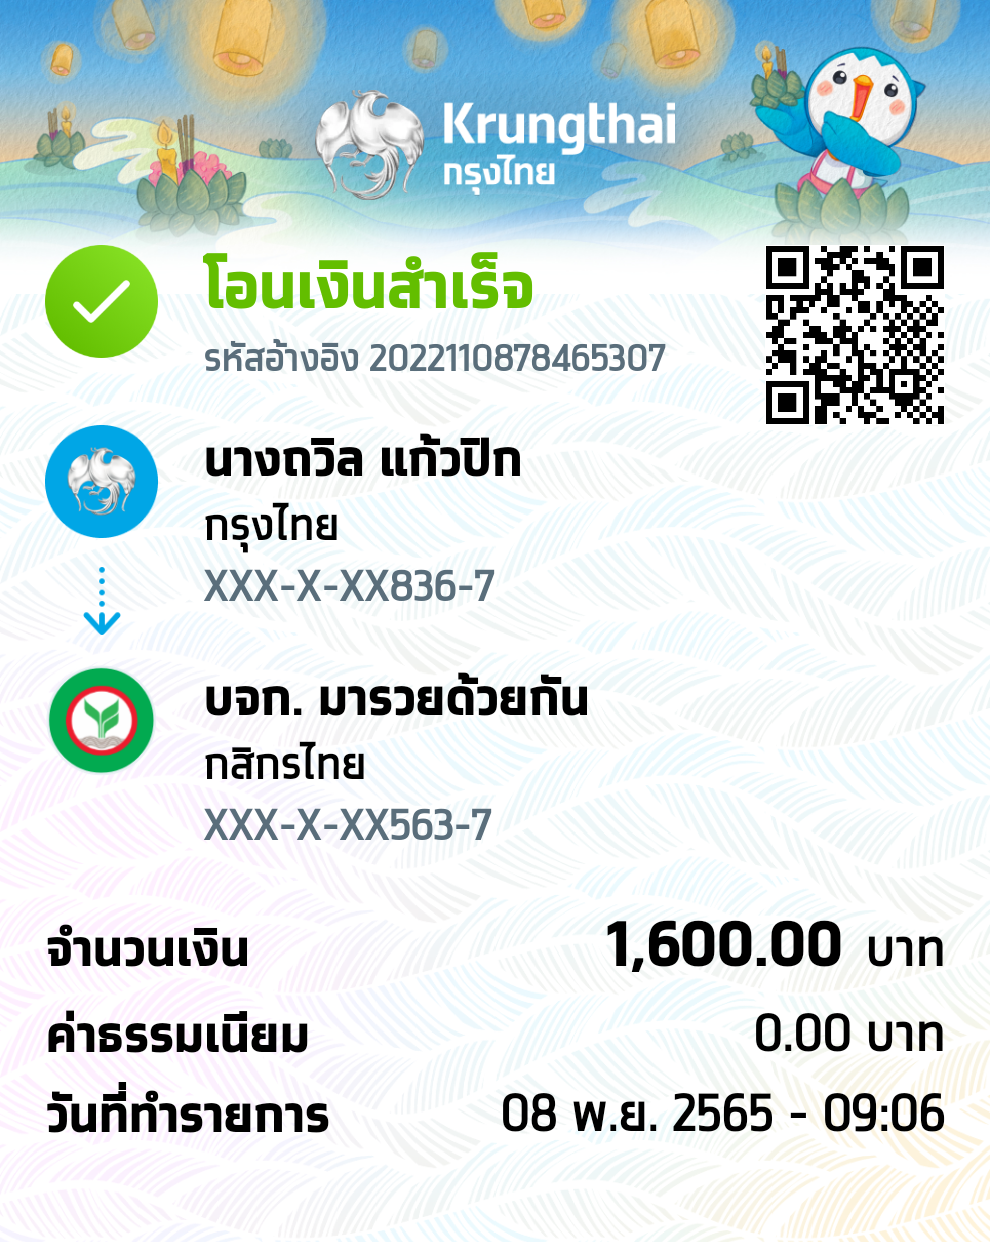 Krungthai
กรุงไทย
โอนเงินสำเร็จ
รหัสอ้างอิง 2022110878465307
นางถวิล แก้วปิก
กรุงไทย
XXX-X-XX836-7
บจก. มารวยด้วยกัน
กสิกรไทย
XXX-X-XX563-7
จำนวนเงิน 1,600.00 บาท
ค่าธรรมเนียม 0.00 บาท
วันที่ทำรายการ 08 พ.ย. 2565 - 09:06